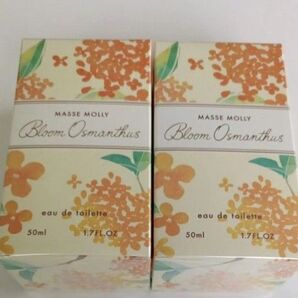 MASSE MOLLY
Bloom Osmanthus
eau de toilette
50ml 1.7FL.OZ
MASSE MOLLY
Bloom Osmanthus
eau de toilette
50ml 1.7FL.OZ